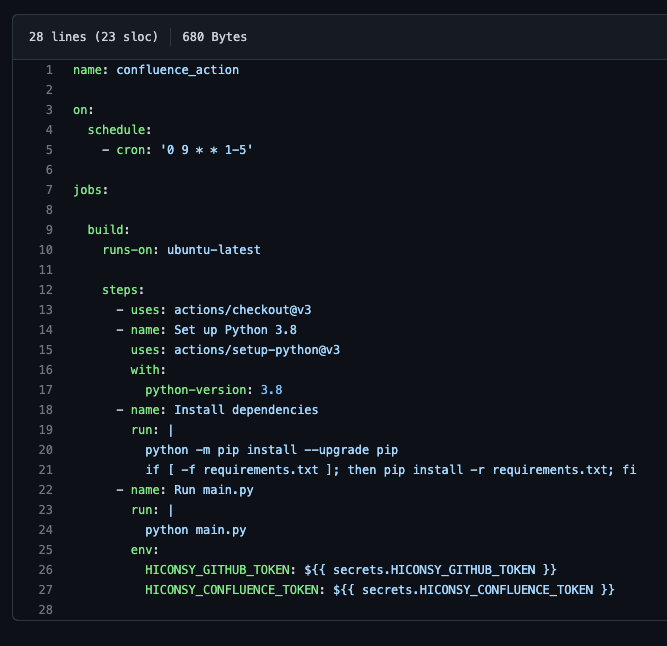 28 lines (23 sloc) 680 Bytes
1 name: confluence_action
2
3 on:
4 schedule:
5 - cron: '0 9 * * 1-5'
6
7 jobs:
8
9 build:
10 runs-on: ubuntu-latest
11
12 steps:
13 - uses: actions/checkout@v3
14 - name: Set up Python 3.8
15 uses: actions/setup-python@v3
16 with:
17 python-version: 3.8
18 - name: Install dependencies
19 run: |
20 python -m pip install --upgrade pip
21 if [ -f requirements.txt ]; then pip install -r requirements.txt; fi
22 - name: Run main.py
23 run: |
24 python main.py
25 env:
26 HICONSY_GITHUB_TOKEN: ${{ secrets.HICONSY_GITHUB_TOKEN }}
27 HICONSY_CONFLUENCE_TOKEN: ${{ secrets.HICONSY_CONFLUENCE_TOKEN }}
28